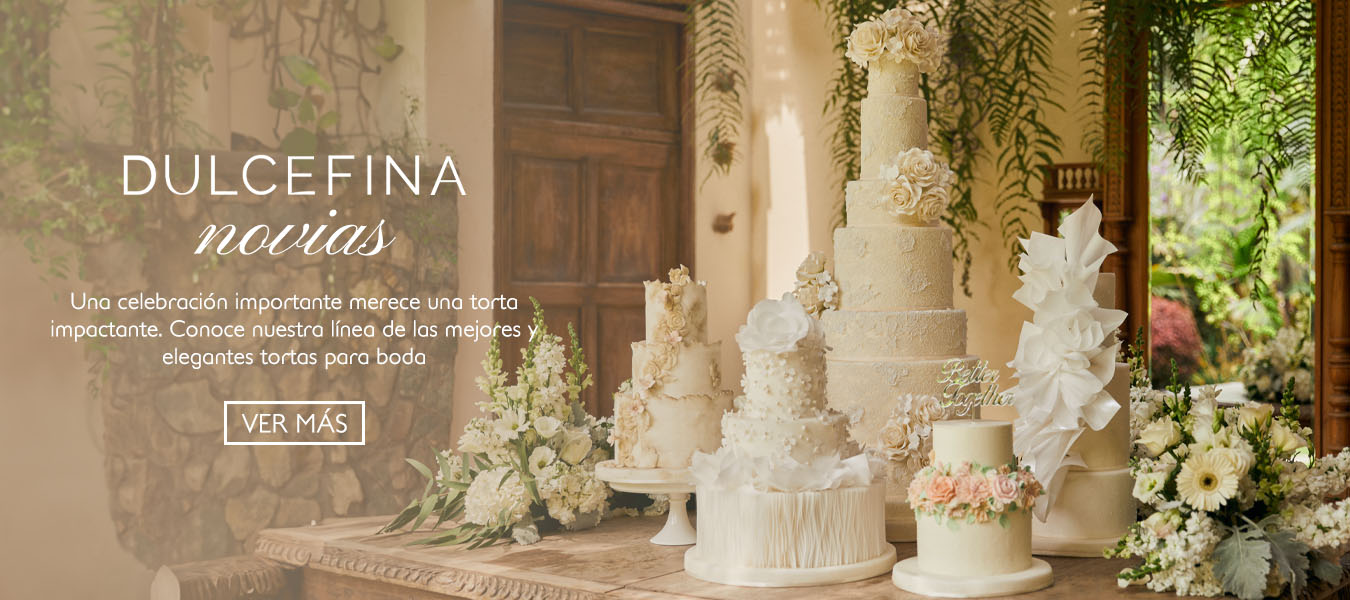 DULCEFINA
novias
Una celebración importante merece una torta
impactante. Conoce nuestra línea de las mejores y
elegantes tortas para boda
VER MÁS
Better
Together